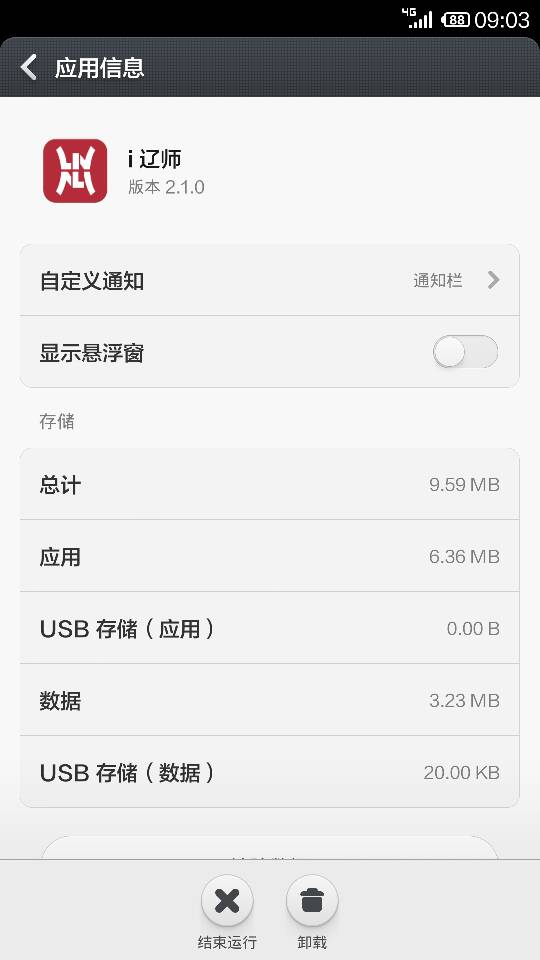 4G 88 09:03
应用信息
i 辽师
版本 2.1.0
自定义通知 通知栏
显示悬浮窗
存储
总计 9.59 MB
应用 6.36 MB
USB 存储（应用） 0.00 B
数据 3.23 MB
USB 存储（数据） 20.00 KB
结束运行 卸载